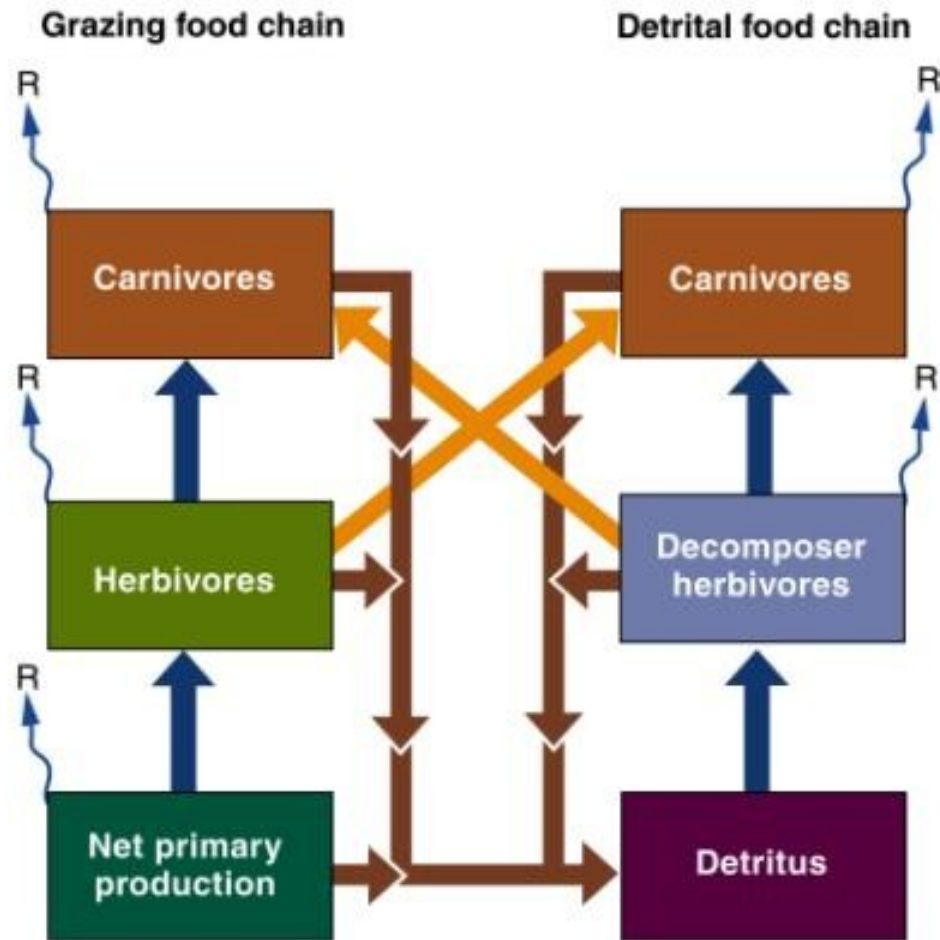 Grazing food chain
Detrital food chain
R
R
Carnivores
Carnivores
R
R
Herbivores
Decomposer
herbivores
R
Net primary
production
Detritus